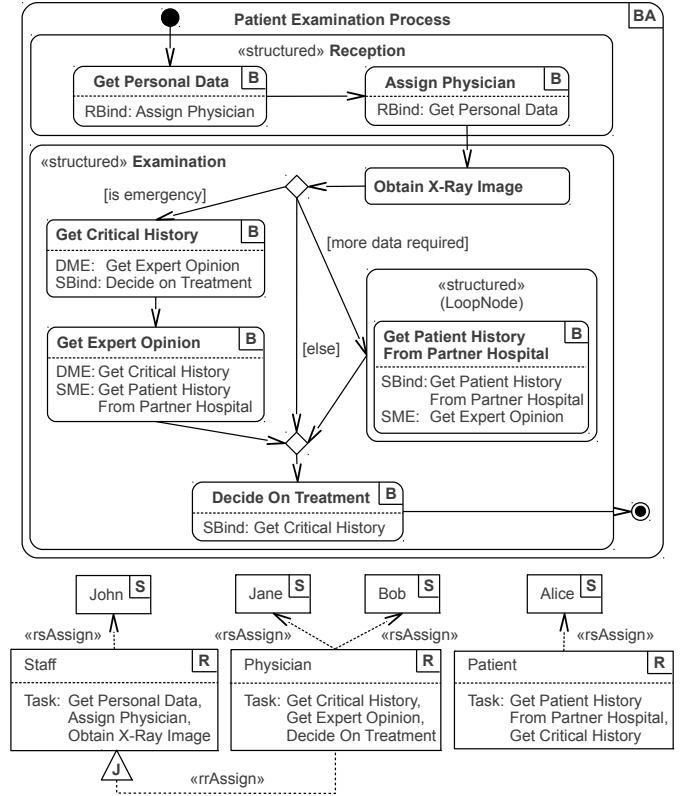 Patient Examination Process
BA
«structured» Reception
Get Personal Data
B
RBind: Assign Physician
Assign Physician
B
RBind: Get Personal Data
«structured» Examination
Obtain X-Ray Image
[is emergency]
[more data required]
[else]
Get Critical History
B
DME: Get Expert Opinion
SBind: Decide on Treatment
Get Expert Opinion
B
DME: Get Critical History
SME: Get Patient History
From Partner Hospital
«structured»
(LoopNode)
Get Patient History
From Partner Hospital
B
SBind: Get Patient History
From Partner Hospital
SME: Get Expert Opinion
Decide On Treatment
B
SBind: Get Critical History
John
S
Jane
S
Bob
S
Alice
S
«rsAssign»
«rsAssign»
«rsAssign»
«rsAssign»
Staff
R
Task: Get Personal Data,
Assign Physician,
Obtain X-Ray Image
Physician
R
Task: Get Critical History,
Get Expert Opinion,
Decide On Treatment
Patient
R
Task: Get Patient History
From Partner Hospital,
Get Critical History
J
«rrAssign»